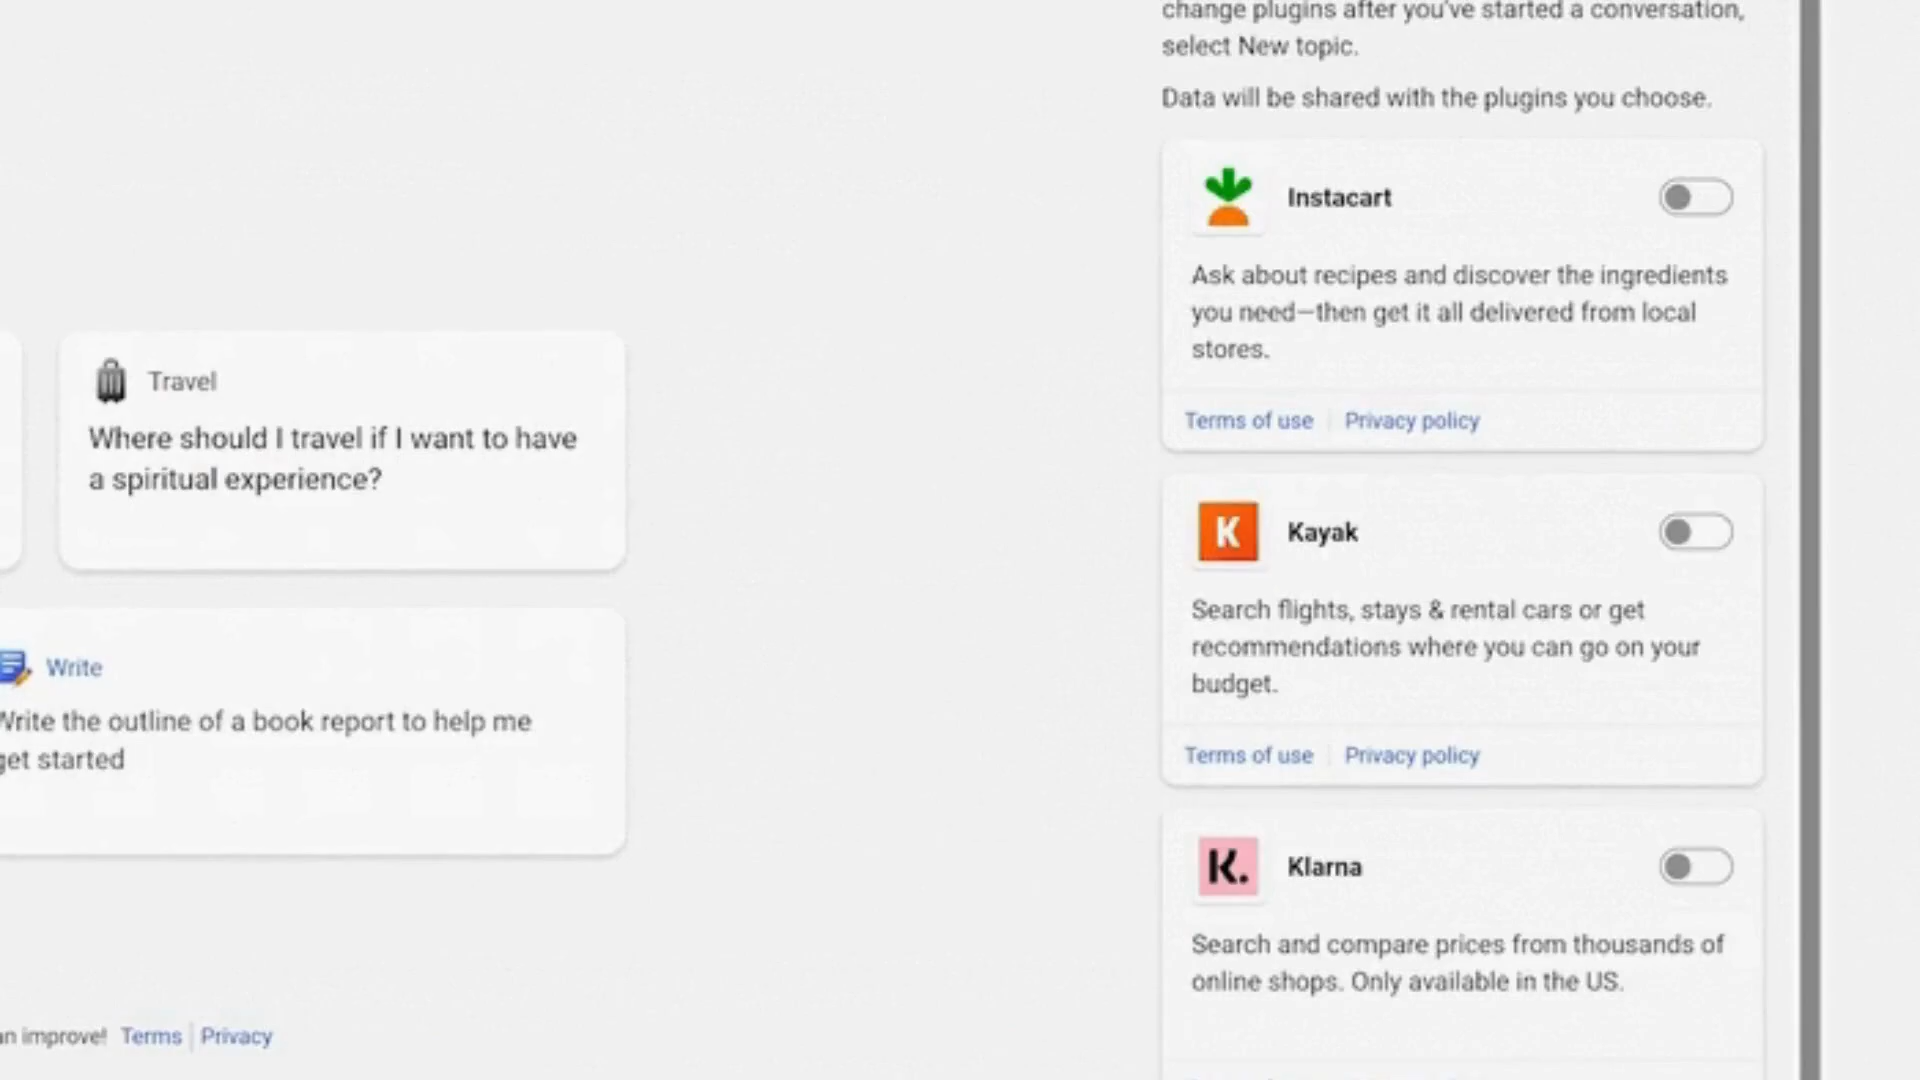 change plugins after you've started a conversation,
select New topic.
Data will be shared with the plugins you choose.
Instacart
Ask about recipes and discover the ingredients
you need—then get it all delivered from local
stores.
Terms of use
Privacy policy
K
Kayak
Search flights, stays & rental cars or get
recommendations where you can go on your
budget.
Terms of use
Privacy policy
K.
Klarna
Search and compare prices from thousands of
online shops. Only available in the US.
Travel
Where should I travel if I want to have
a spiritual experience?
Write
Write the outline of a book report to help me
get started
improve!
Terms
Privacy